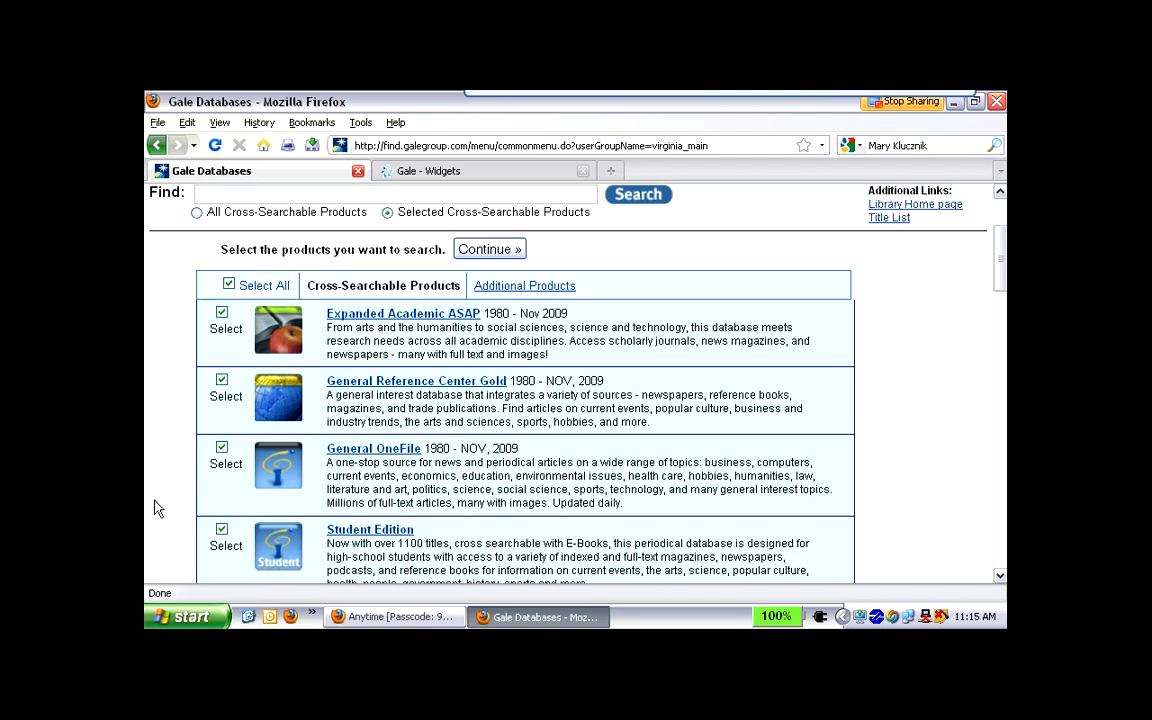 Gale Databases - Mozilla Firefox
Stop Sharing
File Edit View History Bookmarks Tools Help
http://find.galegroup.com/menu/commonmenu.do?userGroupName=virginia_main
Mary Klucznik
Gale Databases
Gale - Widgets
Find:
Search
Additional Links:
Library Home page
Title List
All Cross-Searchable Products
Selected Cross-Searchable Products
Select the products you want to search.
Continue »
Select All
Cross-Searchable Products
Additional Products
Select
Expanded Academic ASAP 1980 - Nov 2009
From arts and the humanities to social sciences, science and technology, this database meets
research needs across all academic disciplines. Access scholarly journals, news magazines, and
newspapers - many with full text and images!
Select
General Reference Center Gold 1980 - NOV, 2009
A general interest database that integrates a variety of sources - newspapers, reference books,
magazines, and trade publications. Find articles on current events, popular culture, business and
industry trends, the arts and sciences, sports, hobbies, and more.
Select
General OneFile 1980 - NOV, 2009
A one-stop source for news and periodical articles on a wide range of topics: business, computers,
current events, economics, education, environmental issues, health care, hobbies, humanities, law,
literature and art, politics, science, social science, sports, technology, and many general interest topics.
Millions of full-text articles, many with images. Updated daily.
Select
Student
Student Edition
Now with over 1100 titles, cross searchable with E-Books, this periodical database is designed for
high-school students with access to a variety of indexed and full-text magazines, newspapers,
podcasts, and reference books for information on current events, the arts, science, popular culture,
health, people, government, history, sports and more.
Done
start
Anytime [Passcode: 9...
Gale Databases - Moz...
100%
11:15 AM